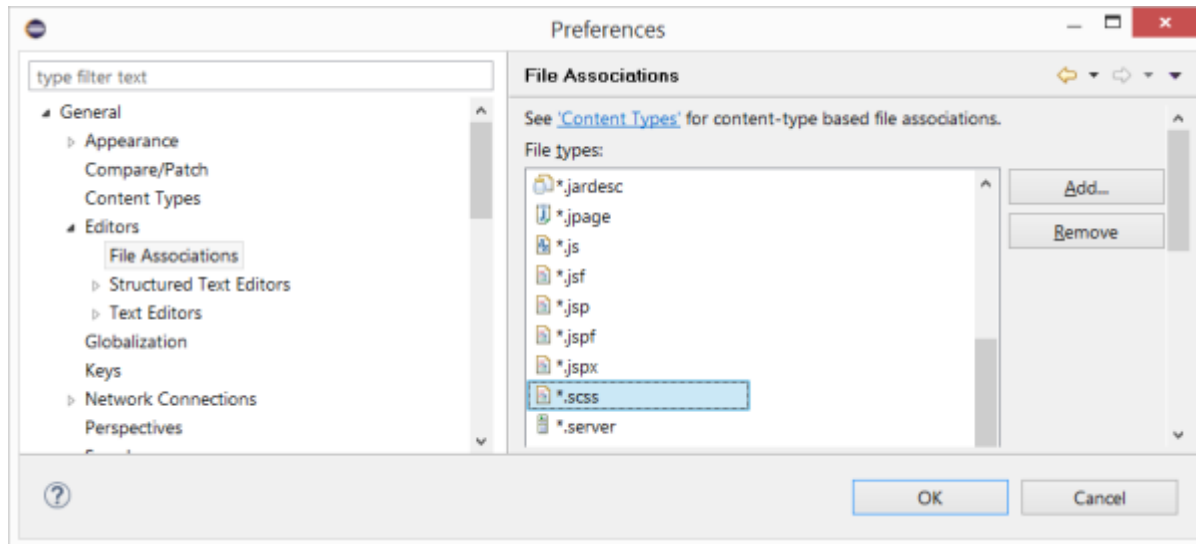 Preferences
type filter text
General
Appearance
Compare/Patch
Content Types
Editors
File Associations
Structured Text Editors
Text Editors
Globalization
Keys
Network Connections
Perspectives
File Associations
See 'Content Types' for content-type based file associations.
File types:
*.jardesc
*.jpage
*.js
*.jsf
*.jsp
*.jspf
*.jspx
*.scss
*.server
Add...
Remove
OK
Cancel